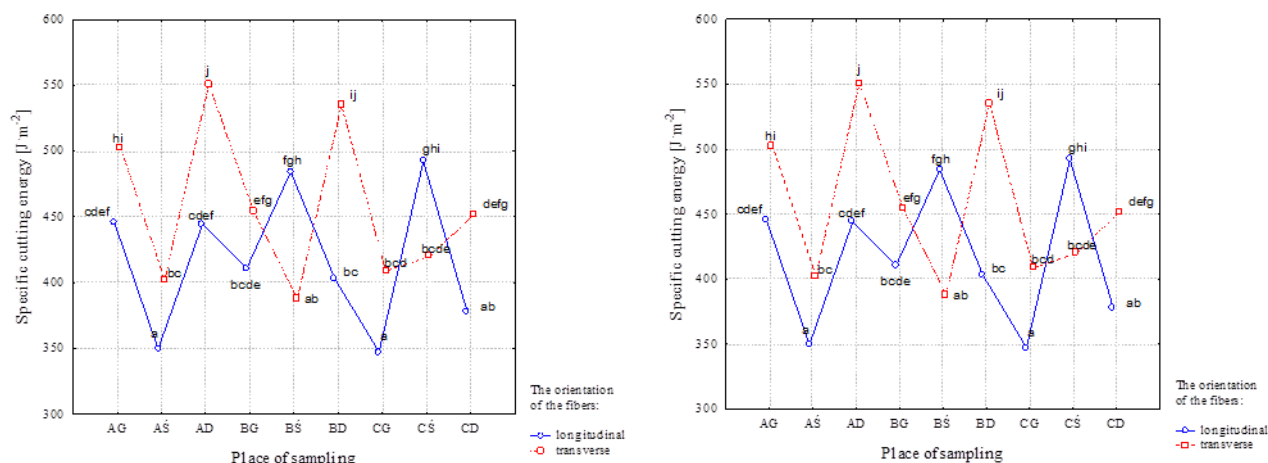 600
550
500
450
400
350
300
Specific cutting energy [J·m-2]
hi
j
ij
ghi
fgh
cdef
cdef
efg
defg
bcd
bcde
bc
bcde
bc
ab
ab
a
a
AG AŚ AD BG BŚ BD CG CŚ CD
Place of sampling
The orientation
of the fibers:
longitudinal
transverse
600
550
500
450
400
350
300
Specific cutting energy [J·m-2]
hi
j
ij
ghi
fgh
cdef
cdef
efg
defg
bcd
bcde
bc
bcde
bc
ab
ab
a
a
AG AŚ AD BG BŚ BD CG CŚ CD
Place of sampling
The orientation
of the fibers:
longitudinal
transverse